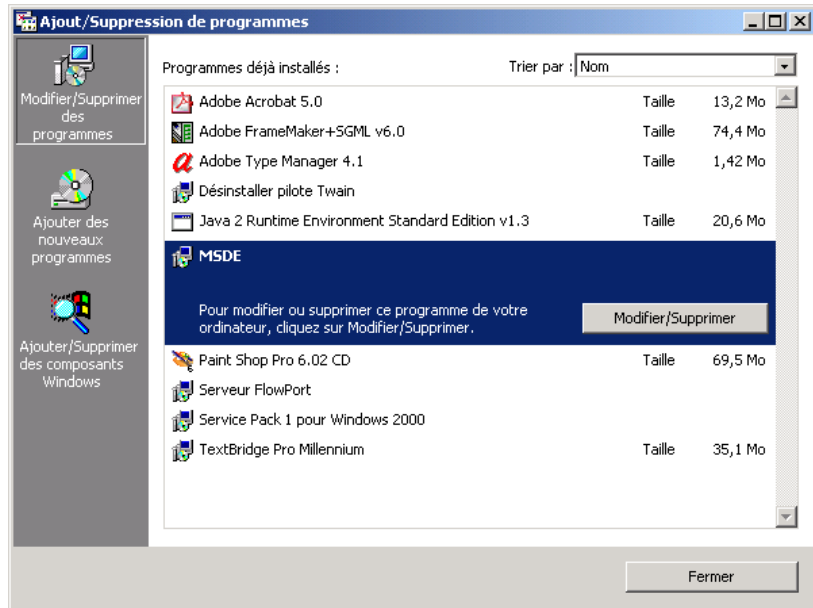 Ajout/Suppression de programmes
Modifier/Supprimer
des
programmes
Ajouter des
nouveaux
programmes
Ajouter/Supprimer
des composants
Windows
Programmes déjà installés :
Trier par : Nom
Adobe Acrobat 5.0 Taille 13,2 Mo
Adobe FrameMaker+SGML v6.0 Taille 74,4 Mo
Adobe Type Manager 4.1 Taille 1,42 Mo
Désinstaller pilote Twain
Java 2 Runtime Environment Standard Edition v1.3 Taille 20,6 Mo
MSDE
Pour modifier ou supprimer ce programme de votre
ordinateur, cliquez sur Modifier/Supprimer.
Modifier/Supprimer
Paint Shop Pro 6.02 CD Taille 69,5 Mo
Serveur FlowPort
Service Pack 1 pour Windows 2000
TextBridge Pro Millennium Taille 35,1 Mo
Fermer